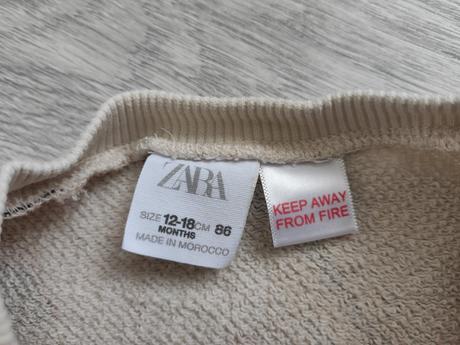 ZARA
SIZE 12-18 CM 86
MONTHS
MADE IN MOROCCO
KEEP AWAY
FROM FIRE